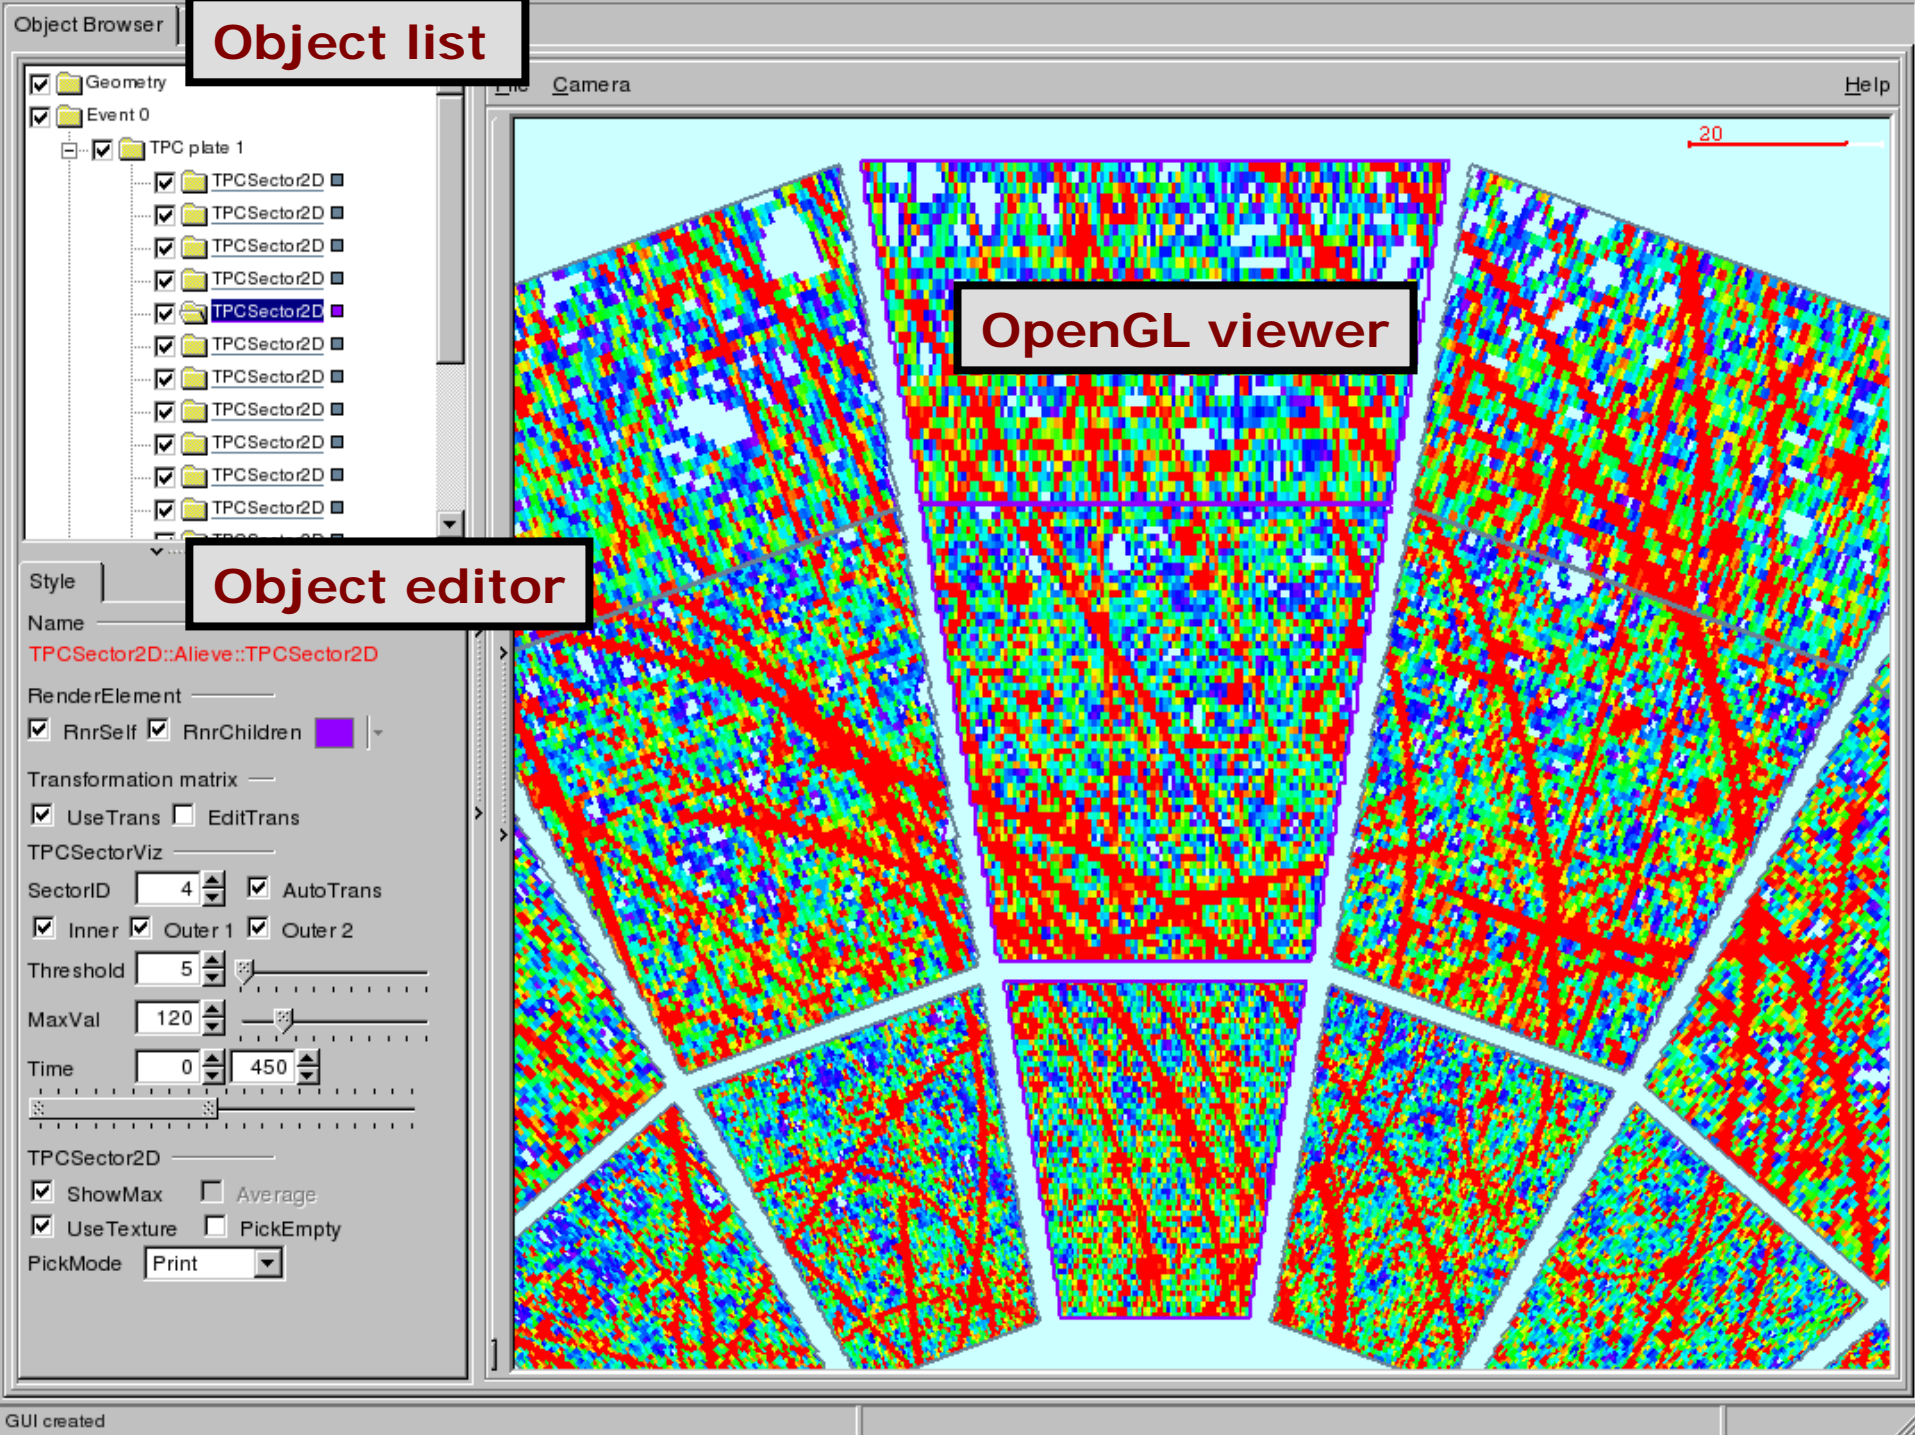 Object Browser
Object list
Geometry
Camera
Help
Event 0
TPC plate 1
20
TPCSector2D
TPCSector2D
TPCSector2D
TPCSector2D
TPCSector2D
TPCSector2D
TPCSector2D
TPCSector2D
TPCSector2D
TPCSector2D
TPCSector2D
OpenGL viewer
Style
Object editor
Name
TPCSector2D::Alieve::TPCSector2D
RenderElement
RnrSelf RnrChildren
Transformation matrix
UseTrans EditTrans
TPCSectorViz
SectorID 4 AutoTrans
Inner Outer 1 Outer 2
Threshold 5
MaxVal 120
Time 0 450
TPCSector2D
ShowMax Average
UseTexture PickEmpty
PickMode Print
GUI created